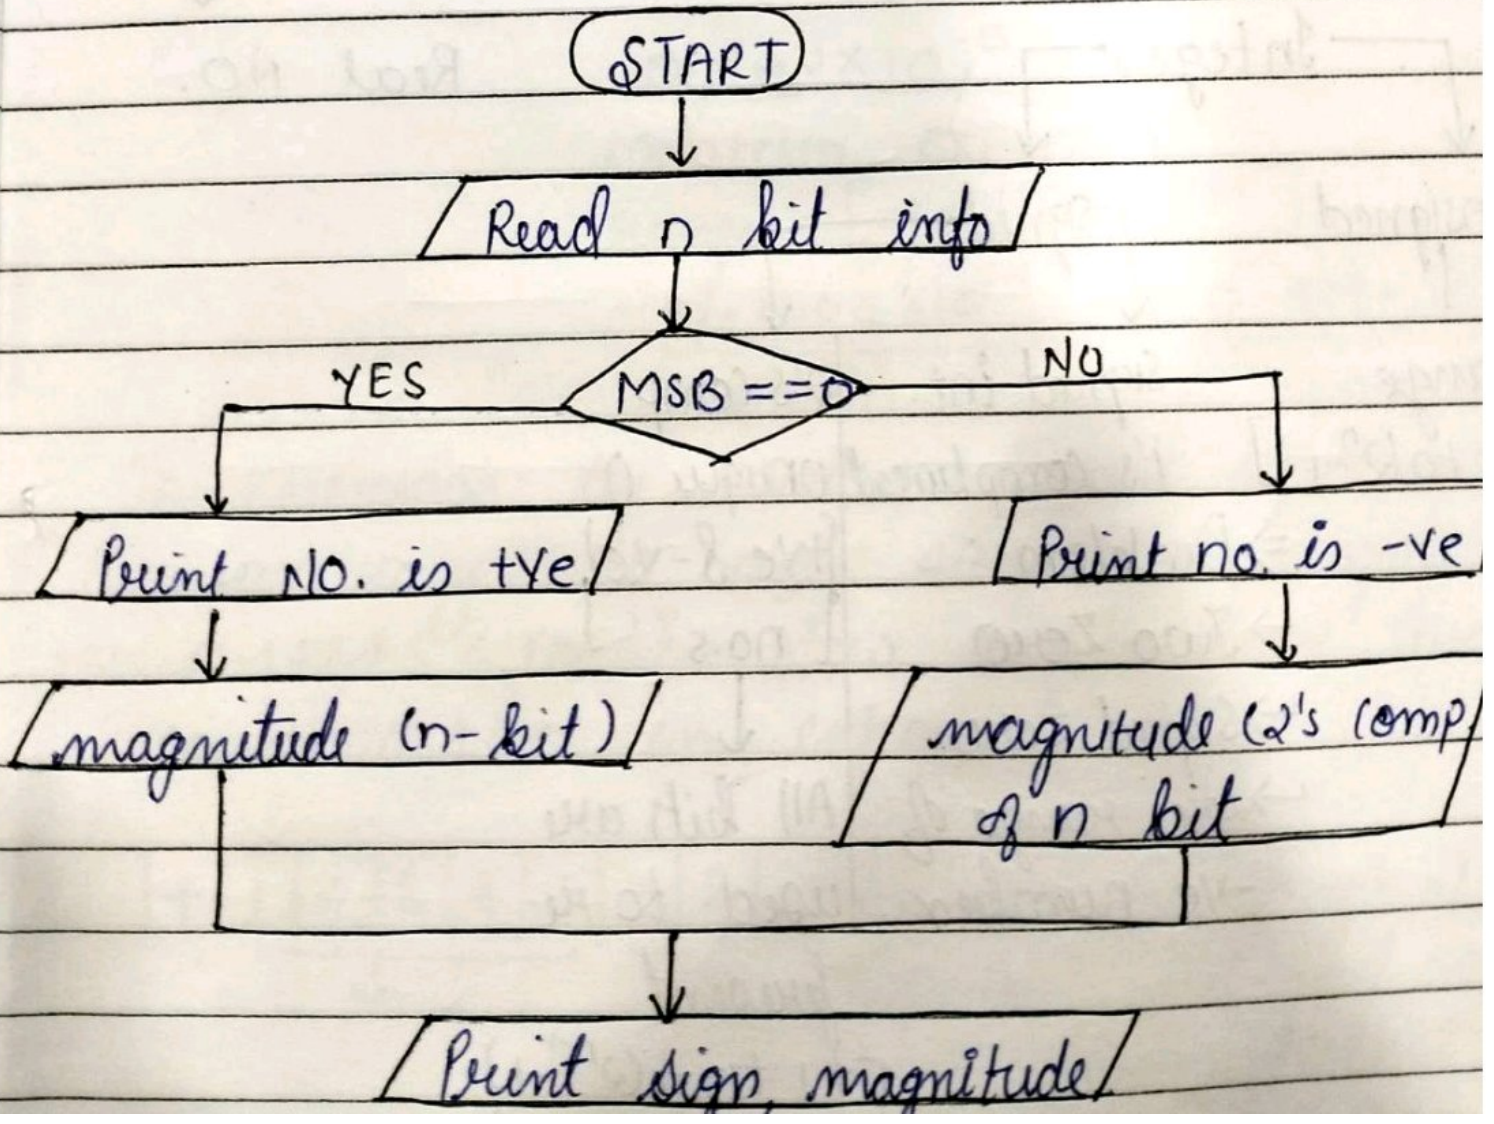 START
Read n bit info
MSB ==0
YES
NO
Print NO. is +ve
Print no. is -ve
magnitude (n-bit)
magnitude (2's comp
of n bit
Print sign, magnitude